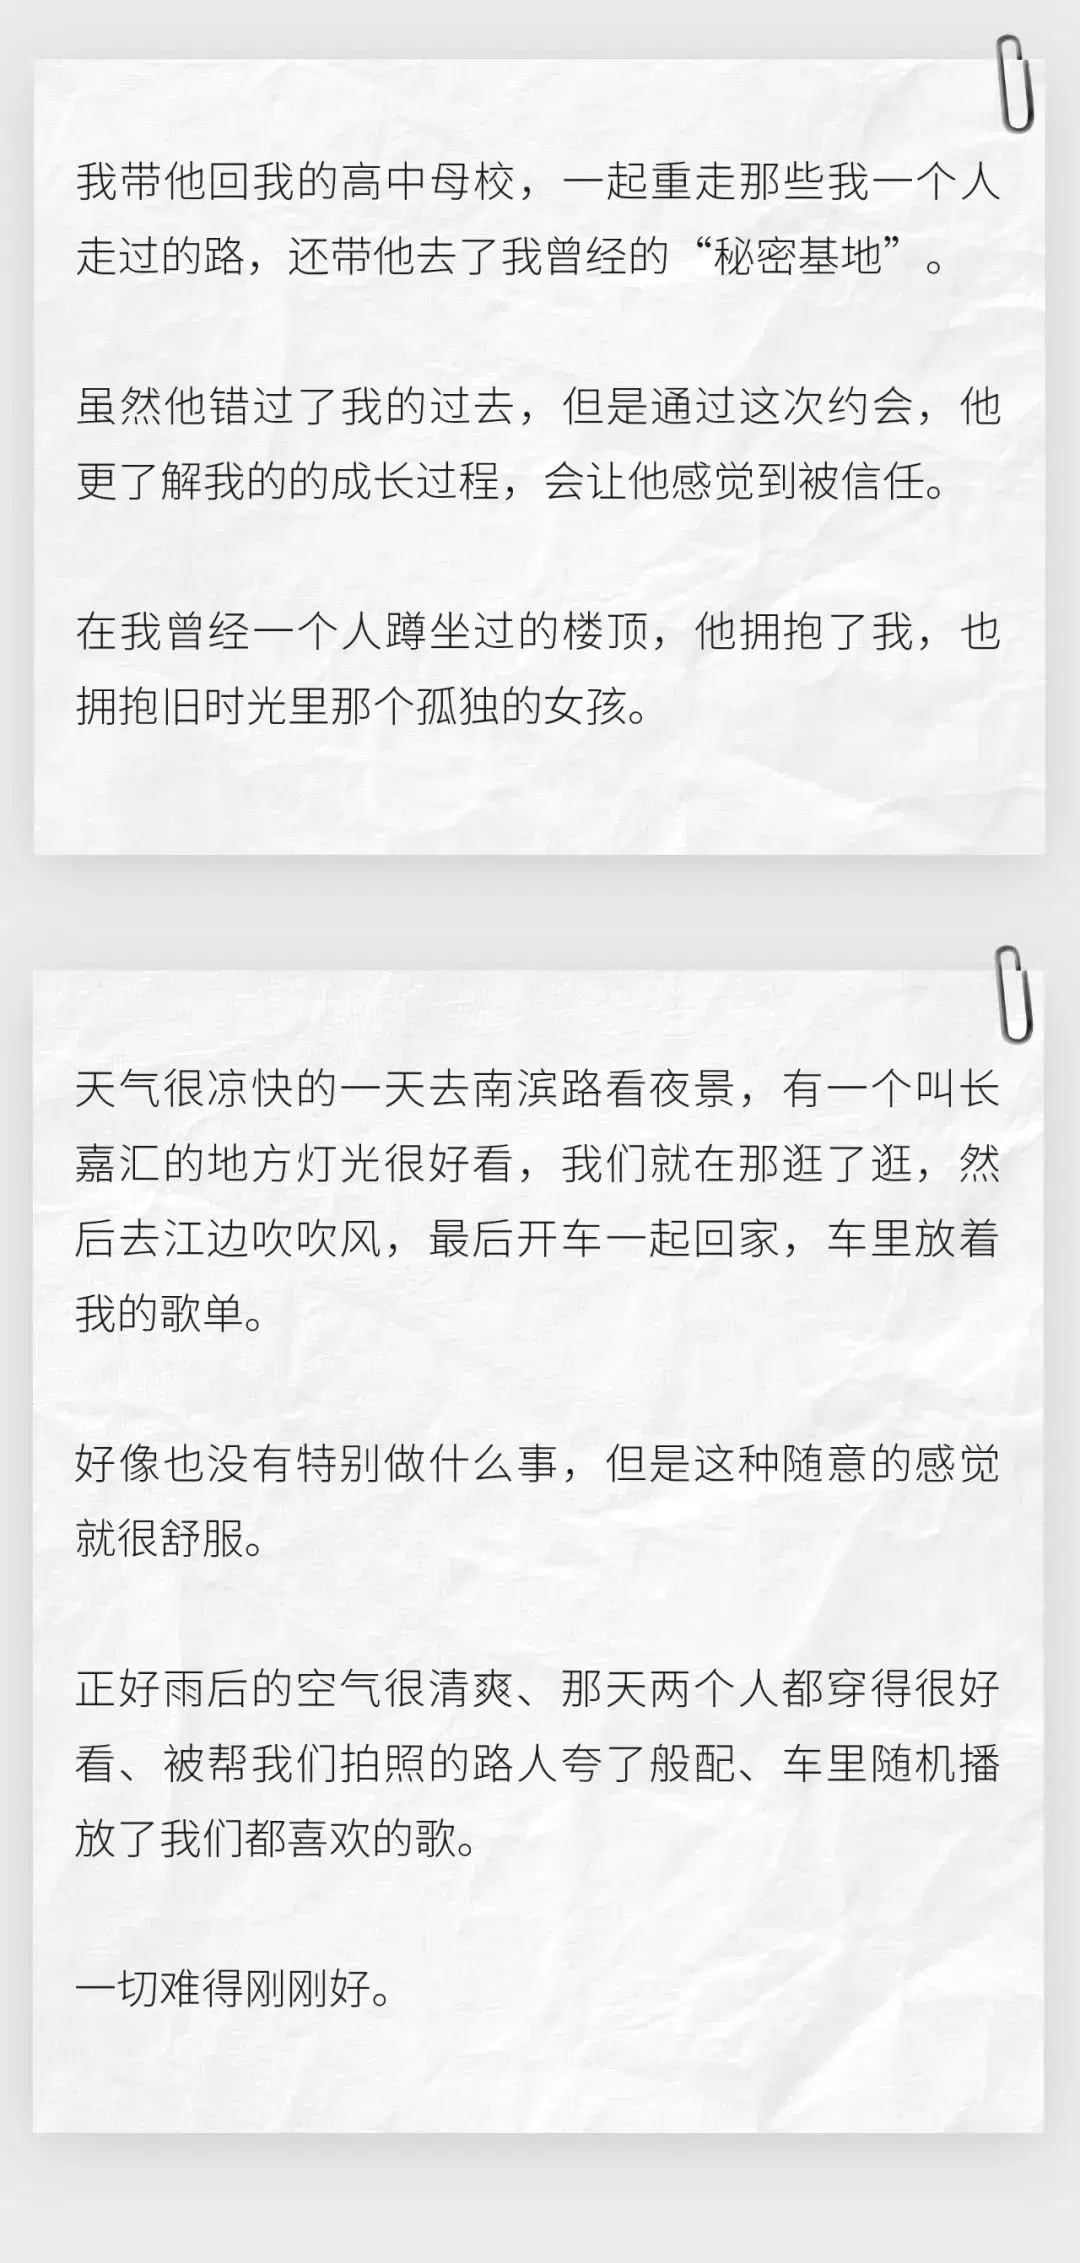 我带他回我的高中母校，一起重走那些我一个人
走过的路，还带他去了我曾经的“秘密基地”。
虽然他错过了我的过去，但是通过这次约会，他
更了解我的的成长过程，会让他感觉到被信任。
在我曾经一个人蹲坐过的楼顶，他拥抱了我，也
拥抱旧时光里那个孤独的女孩。
天气很凉快的一天去南滨路看夜景，有一个叫长
嘉汇的地方灯光很好看，我们就在那逛了逛，然
后去江边吹吹风，最后开车一起回家，车里放着
我的歌单。
好像也没有特别做什么事，但是这种随意的感觉
就很舒服。
正好雨后的空气很清爽、那天两个人都穿得很好
看、被帮我们拍照的路人夸了般配、车里随机播
放了我们都喜欢的歌。
一切难得刚刚好。